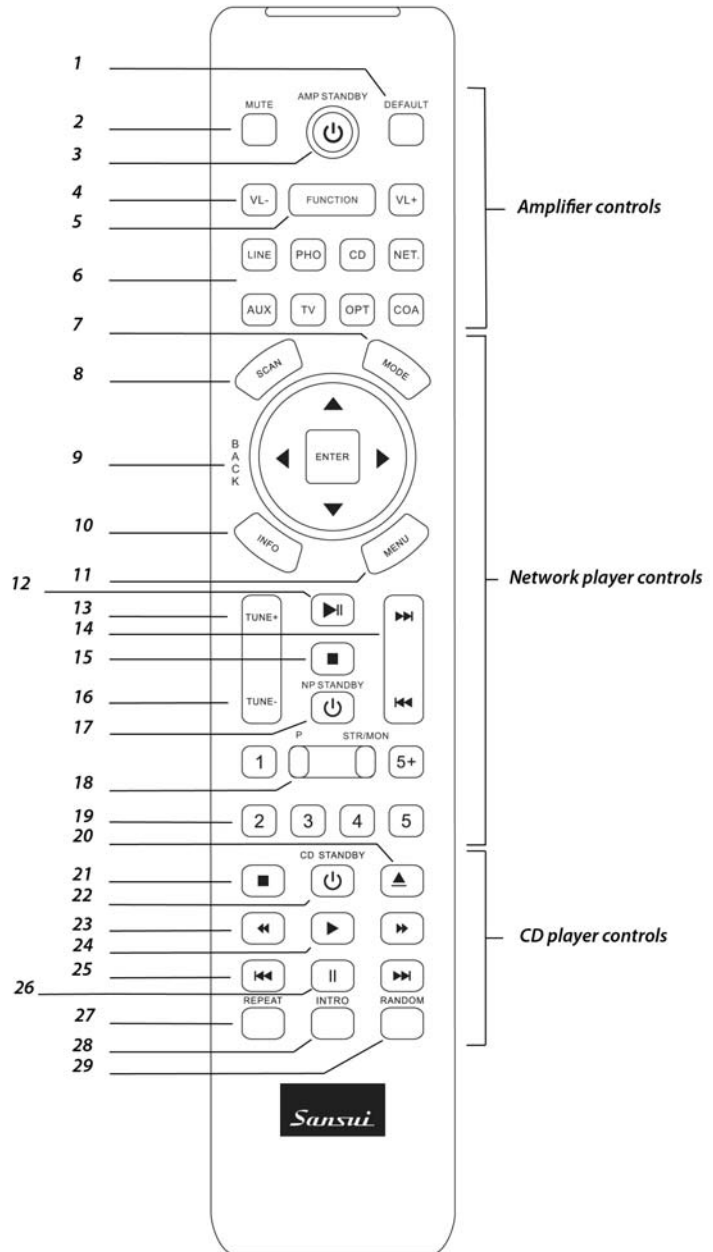 1
AMP STANDBY
MUTE
DEFAULT
2
3
4
VL-
FUNCTION
VL+
5
Amplifier controls
LINE PHO CD NET.
6
AUX TV OPT COA
7
8
SCAN
MODE
BACK
9
ENTER
10
INFO
MENU
11
Network player controls
12
13
TUNE+
14
15
NP STANDBY
16
TUNE-
17
P
STR/MON
1
5+
18
19
2 3 4 5
20
CD STANDBY
21
22
23
CD player controls
24
25
26
REPEAT INTRO RANDOM
27
28
29
Sansui